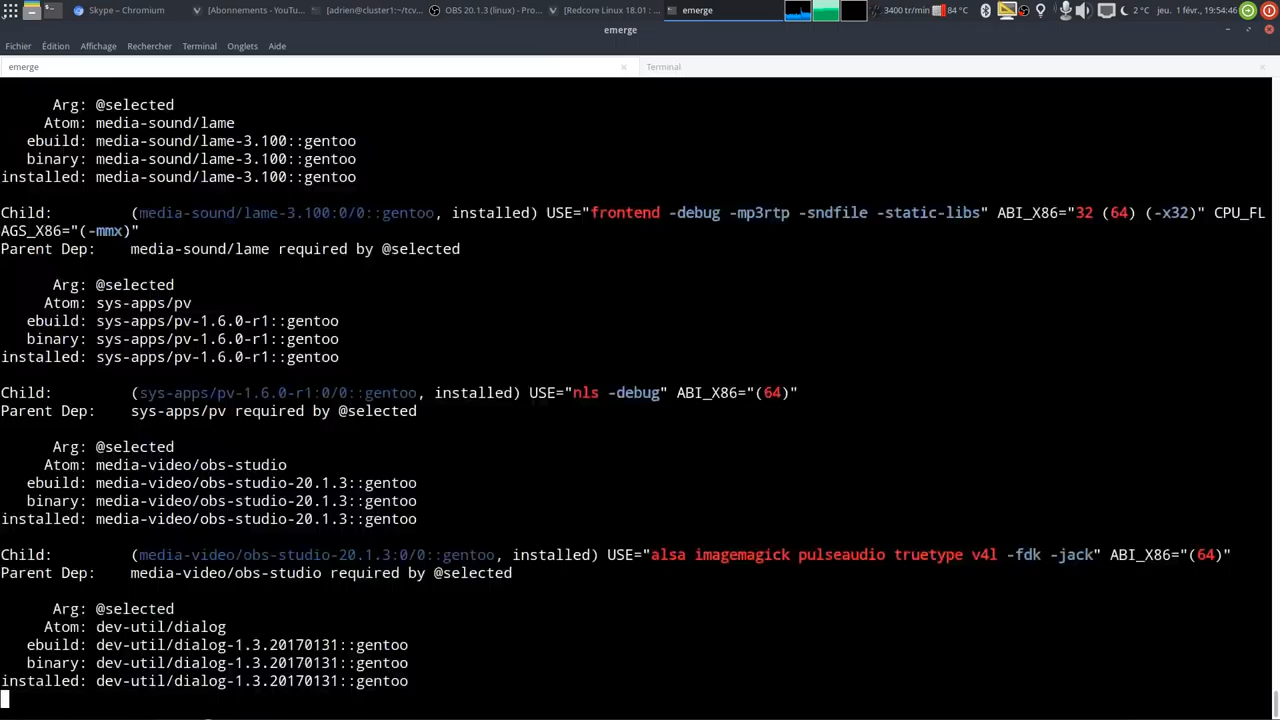 Skype – Chromium
[Abonnements - YouTu...
[adrien@cluster1:~/tcv...
OBS 20.1.3 (linux) - Pro...
[Redcore Linux 18.01 : ...
emerge
3400 tr/min
84 °C
2 °C
jeu. 1 févr., 19:54:46
emerge
Fichier Édition Affichage Rechercher Terminal Onglets Aide
emerge
Terminal
Arg: @selected
Atom: media-sound/lame
ebuild: media-sound/lame-3.100::gentoo
binary: media-sound/lame-3.100::gentoo
installed: media-sound/lame-3.100::gentoo
Child: (media-sound/lame-3.100:0/0::gentoo, installed) USE="frontend -debug -mp3rtp -sndfile -static-libs" ABI_X86="32 (64) (-x32)" CPU_FL
AGS_X86="(-mmx)"
Parent Dep: media-sound/lame required by @selected
Arg: @selected
Atom: sys-apps/pv
ebuild: sys-apps/pv-1.6.0-r1::gentoo
binary: sys-apps/pv-1.6.0-r1::gentoo
installed: sys-apps/pv-1.6.0-r1::gentoo
Child: (sys-apps/pv-1.6.0-r1:0/0::gentoo, installed) USE="nls -debug" ABI_X86="(64)"
Parent Dep: sys-apps/pv required by @selected
Arg: @selected
Atom: media-video/obs-studio
ebuild: media-video/obs-studio-20.1.3::gentoo
binary: media-video/obs-studio-20.1.3::gentoo
installed: media-video/obs-studio-20.1.3::gentoo
Child: (media-video/obs-studio-20.1.3:0/0::gentoo, installed) USE="alsa imagemagick pulseaudio truetype v4l -fdk -jack" ABI_X86="(64)"
Parent Dep: media-video/obs-studio required by @selected
Arg: @selected
Atom: dev-util/dialog
ebuild: dev-util/dialog-1.3.20170131::gentoo
binary: dev-util/dialog-1.3.20170131::gentoo
installed: dev-util/dialog-1.3.20170131::gentoo